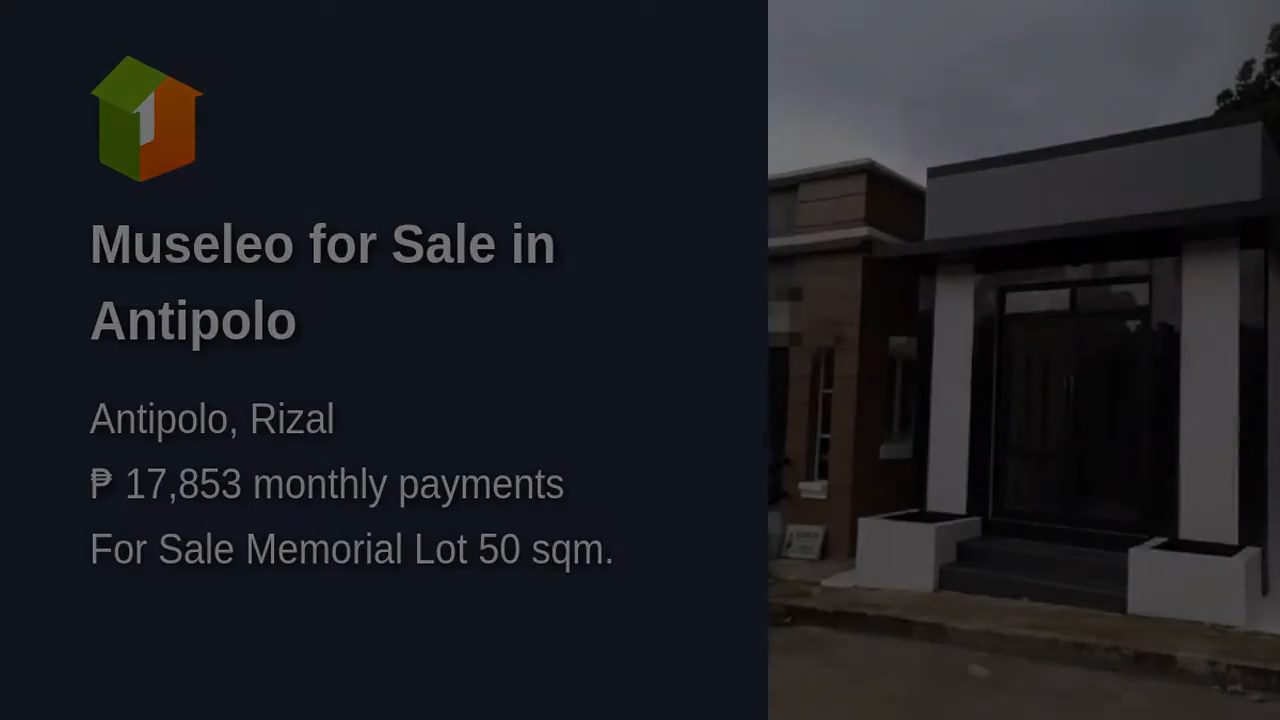 Museleo for Sale in
Antipolo
Antipolo, Rizal
₱ 17,853 monthly payments
For Sale Memorial Lot 50 sqm.